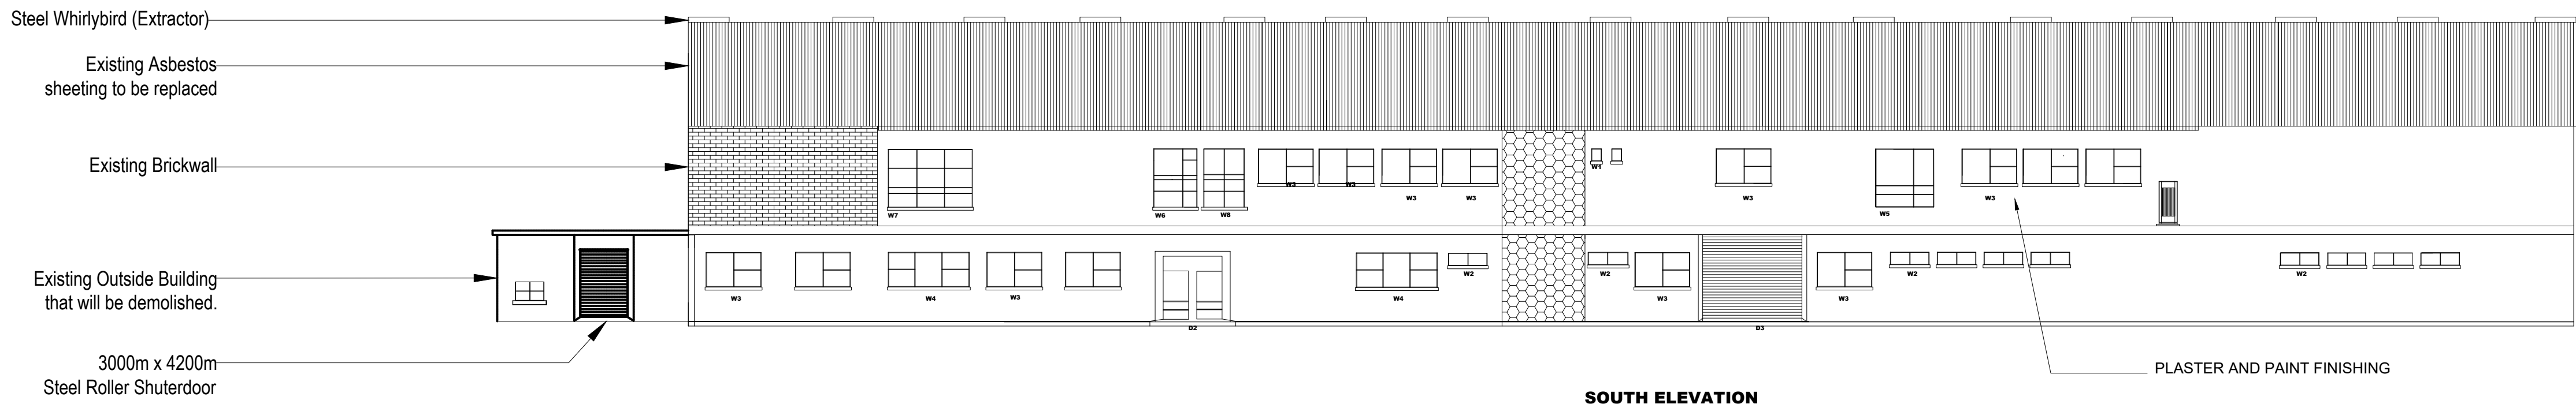 Steel Whirlybird (Extractor)
Existing Asbestos
sheeting to be replaced
Existing Brickwall
Existing Outside Building
that will be demolished.
3000m x 4200m
Steel Roller Shuterdoor
W7
W6
W8
W3
W3
W3
W3
W1
W3
W5
W3
W3
W4
W3
W4
W2
W2
W3
W3
W2
W2
D2
D3
PLASTER AND PAINT FINISHING
SOUTH ELEVATION